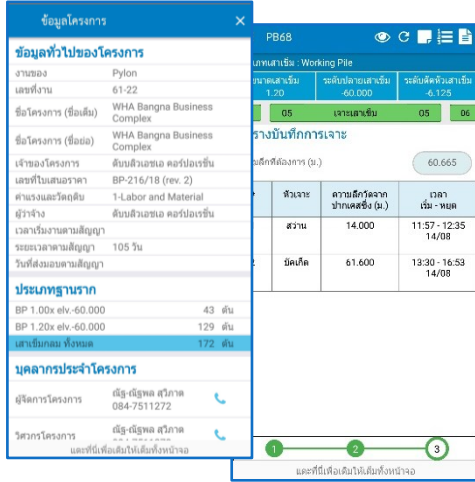 ข้อมูลโครงการ
ข้อมูลทั่วไปของโครงการ
งานของ Pylon
เลขที่งาน 61-22
ชื่อโครงการ (ชื่อเต็ม) WHA Bangna Business Complex
ชื่อโครงการ (ชื่อย่อ) WHA Bangna Business Complex
เจ้าของโครงการ ดับบลิวเอชเอ คอร์ปอเรชั่น
เลขที่ใบเสนอราคา BP-216/18 (rev. 2)
ค่าแรงและวัตถุดิบ 1-Labor and Material
ผู้ว่าจ้าง ดับบลิวเอชเอ คอร์ปอเรชั่น
เวลาเริ่มงานตามสัญญา
ระยะเวลาตามสัญญา 105 วัน
วันที่ส่งมอบตามสัญญา
ประเภทฐานราก
BP 1.00x elv.-60.000 43 ต้น
BP 1.20x elv.-60.000 129 ต้น
เสาเข็มกลม ทั้งหมด 172 ต้น
บุคลากรประจำโครงการ
ผู้จัดการโครงการ ณัฐ-ณัฐพล สุวิภาต
084-7511272
วิศวกรโครงการ ณัฐ-ณัฐพล สุวิภาต
แตะที่นี่เพื่อเติมให้เต็มทั้งหน้าจอ
PB68
ภทเสาเข็ม : Working Pile
นาดเสาเข็ม ระดับปลายเสาเข็ม ระดับตัดหัวเสาเข็ม
1.20 -60.000 -6.125
05 เจาะเสาเข็ม 05 06
รางบันทึกการเจาะ
มลึกที่ต้องการ (ม.) 60.665
หัวเจาะ ความลึกวัดจากปากเคสซิ่ง (ม.) เวลา เริ่ม - หยุด
สว่าน 14.000 11:57 - 12:35
14/08
2 บัคเก็ต 61.600 13:30 - 16:53
14/08
1 2 3
แตะที่นี่เพื่อเติมให้เต็มทั้งหน้าจอ